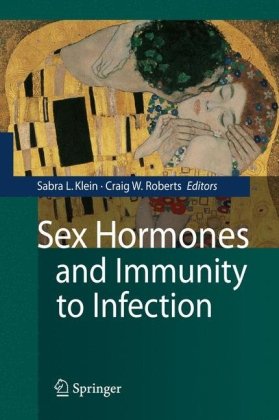 Sabra L. Klein · Craig W. Roberts Editors
Sex Hormones
and Immunity
to Infection
Springer